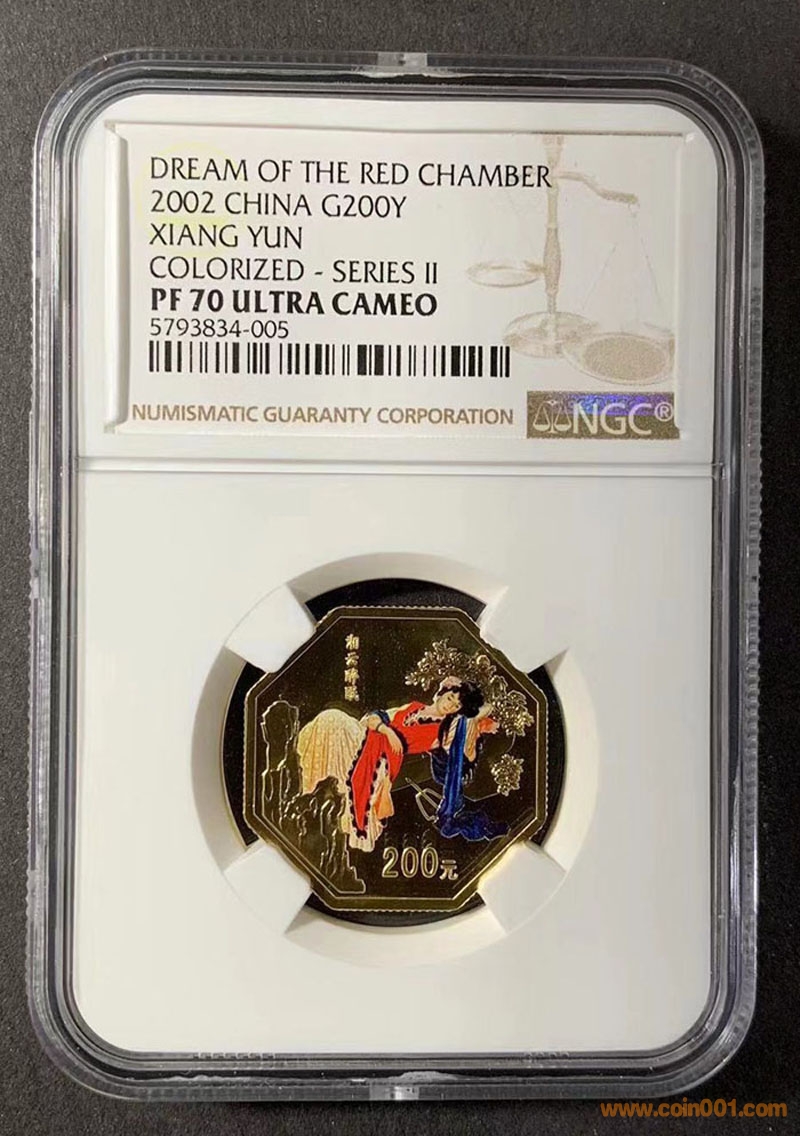 DREAM OF THE RED CHAMBER
2002 CHINA G200Y
XIANG YUN
COLORIZED - SERIES II
PF 70 ULTRA CAMEO
5793834-005
NUMISMATIC GUARANTY CORPORATION
NGC®
湘云醉眠
200元
www.coin001.com